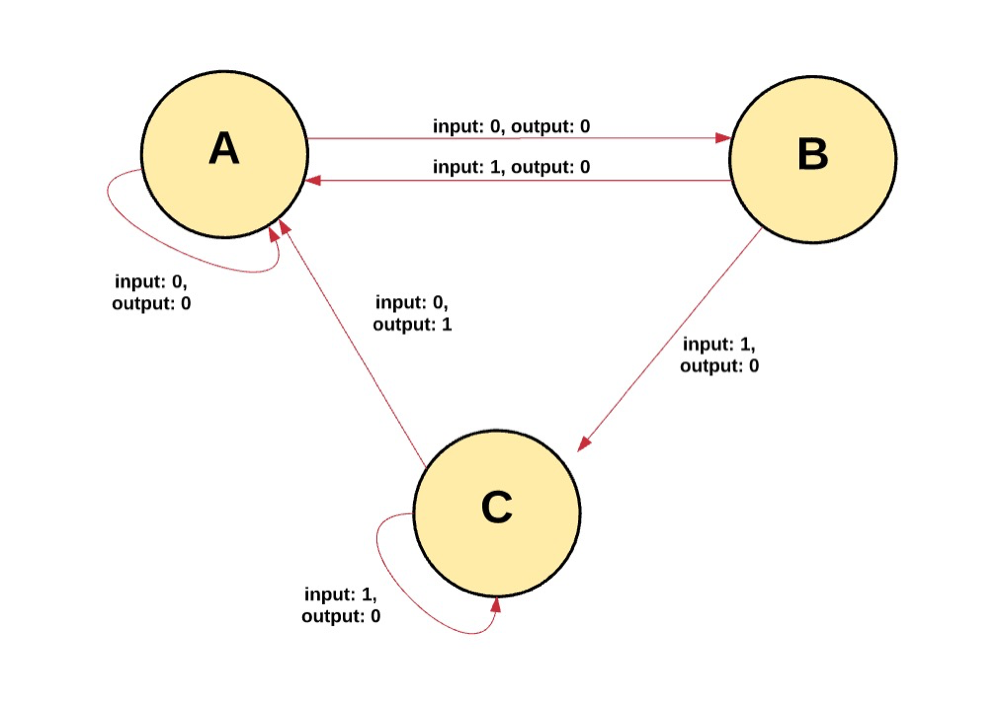 A
input: 0, output: 0
input: 1, output: 0
B
input: 0,
output: 0
input: 0,
output: 1
input: 1,
output: 0
C
input: 1,
output: 0